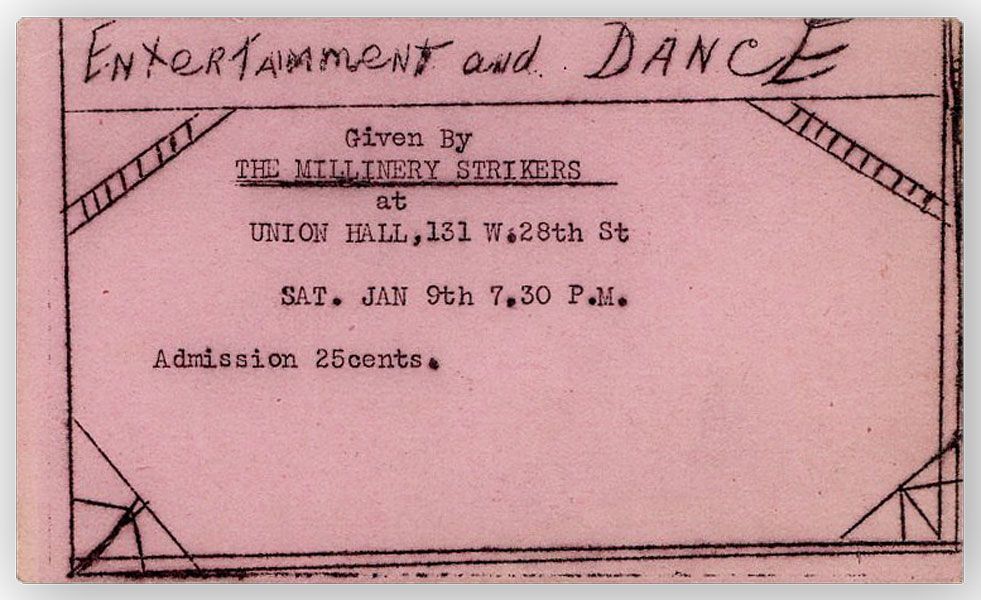 ENTERTAINMENT and DANCE
Given By
THE MILLINERY STRIKERS
at
UNION HALL,131 W.28th St
SAT. JAN 9th 7.30 P.M.
Admission 25cents.